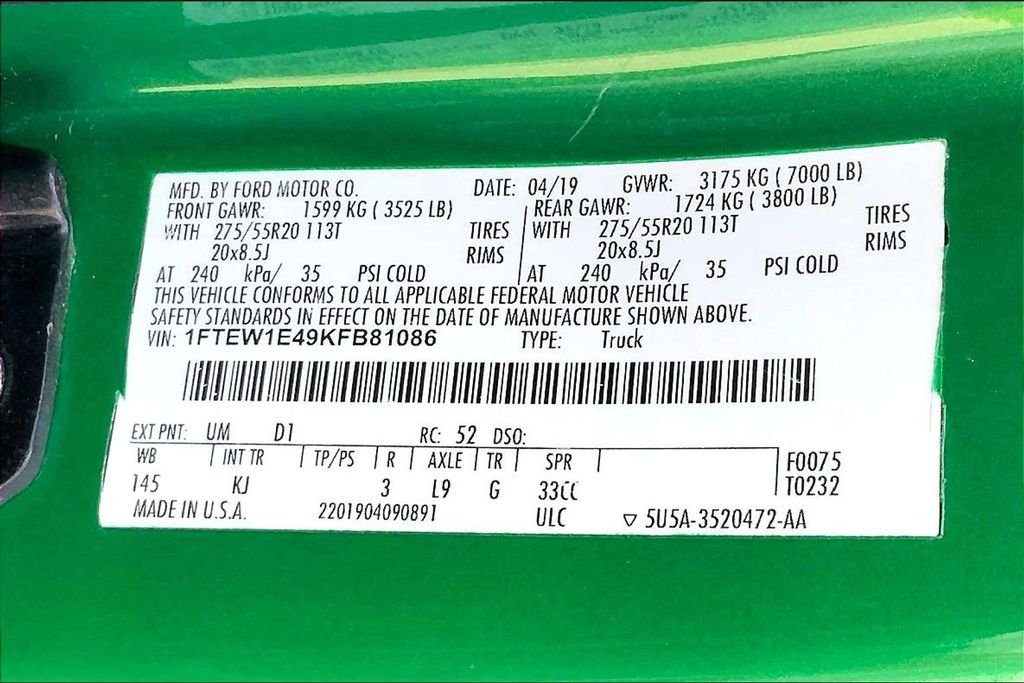 MFD. BY FORD MOTOR CO. DATE: 04/19 GVWR: 3175 KG ( 7000 LB)
FRONT GAWR: 1599 KG ( 3525 LB) REAR GAWR: 1724 KG ( 3800 LB)
WITH 275/55R20 113T TIRES WITH 275/55R20 113T TIRES
20x8.5J RIMS 20x8.5J RIMS
AT 240 kPa/ 35 PSI COLD AT 240 kPa/ 35 PSI COLD
THIS VEHICLE CONFORMS TO ALL APPLICABLE FEDERAL MOTOR VEHICLE
SAFETY STANDARDS IN EFFECT ON THE DATE OF MANUFACTURE SHOWN ABOVE.
VIN: 1FTEW1E49KFB81086 TYPE: Truck
EXT PNT: UM D1 RC: 52 DSO:
WB INT TR TP/PS R AXLE TR SPR F0075
145 KJ 3 L9 G 33CC T0232
MADE IN U.S.A. 2201904090891 ULC ▽ 5U5A-3520472-AA